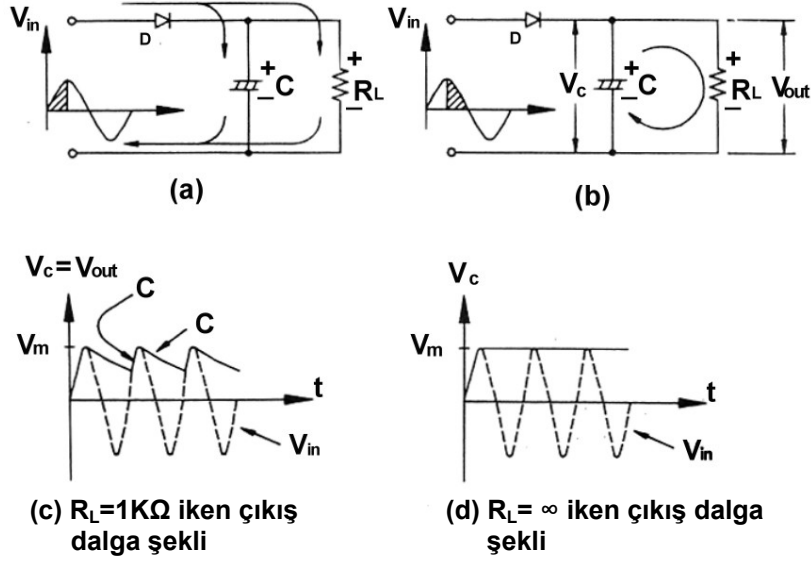 Vin
D
+
C
−
+
RL
−
(a)
Vin
D
Vc
+
C
−
+
RL
−
Vout
(b)
Vc=Vout
C
C
Vm
t
Vin
(c) RL=1KΩ iken çıkış
dalga şekli
Vc
Vm
t
Vin
(d) RL= ∞ iken çıkış dalga
şekli